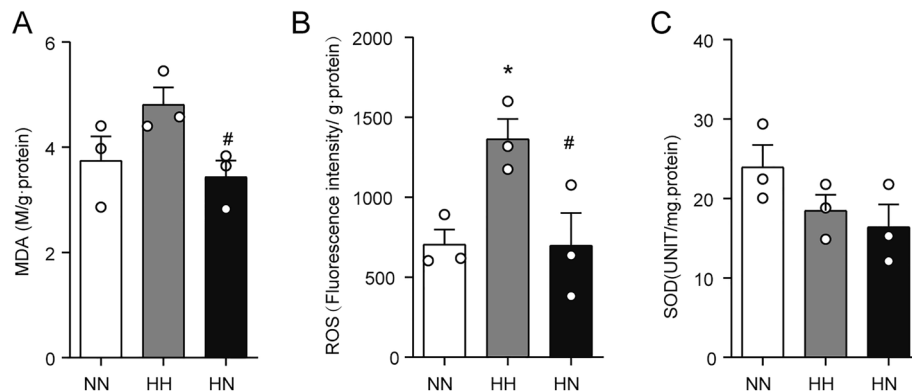 A
MDA (M/g·protein)
6
4
2
0
#
NN HH HN
B
ROS (Fluorescence intensity/ g·protein)
2000
1500
1000
500
0
*
#
NN HH HN
C
SOD(UNIT/mg.protein)
40
30
20
10
0
NN HH HN